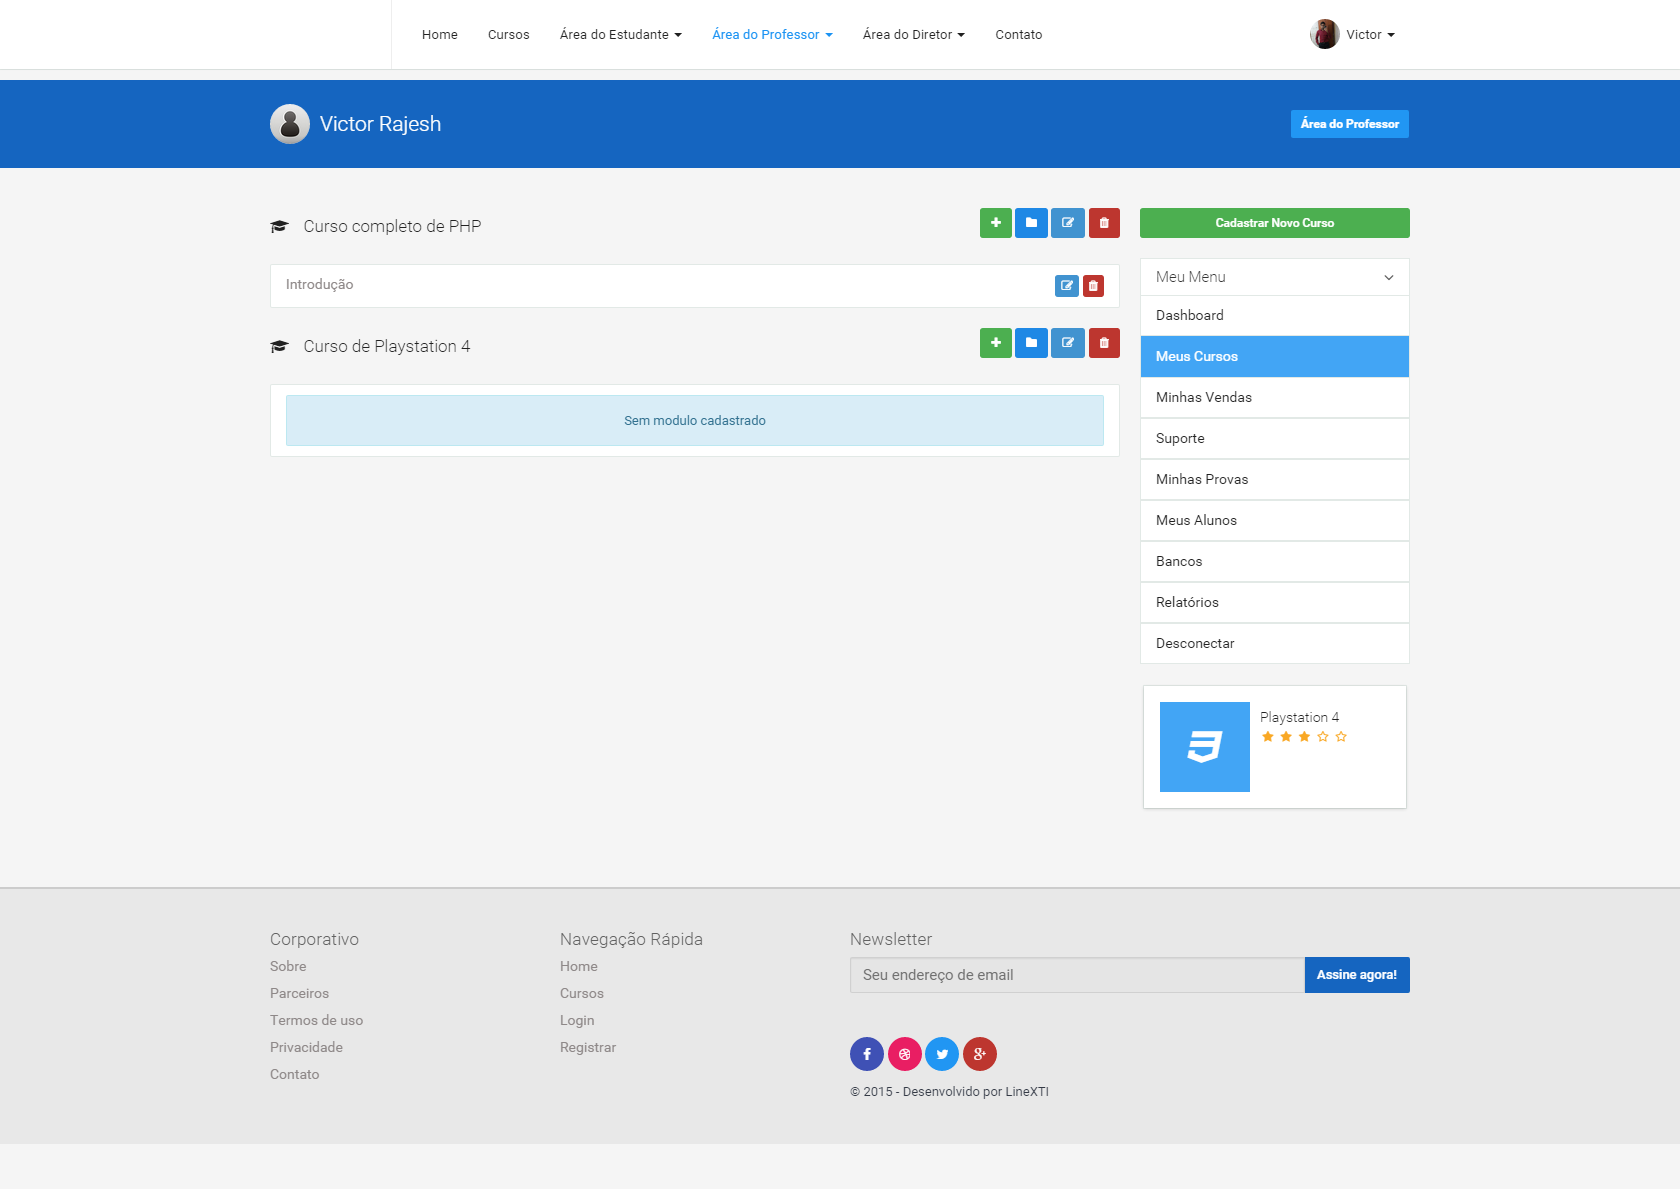 Home Cursos Área do Estudante Área do Professor Área do Diretor Contato Victor
Victor Rajesh
Área do Professor
Curso completo de PHP
Introdução
Curso de Playstation 4
Sem modulo cadastrado
Cadastrar Novo Curso
Meu Menu
Dashboard
Meus Cursos
Minhas Vendas
Suporte
Minhas Provas
Meus Alunos
Bancos
Relatórios
Desconectar
Playstation 4
Corporativo
Sobre
Parceiros
Termos de uso
Privacidade
Contato
Navegação Rápida
Home
Cursos
Login
Registrar
Newsletter
Seu endereço de email
Assine agora!
© 2015 - Desenvolvido por LineXTI